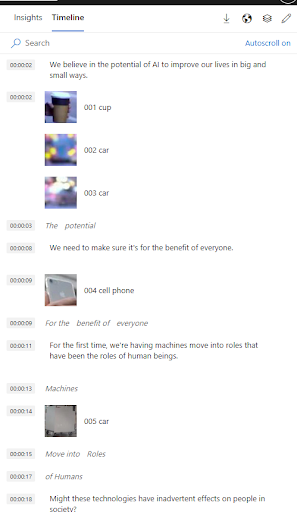 Insights Timeline
Search Autoscroll on
00:00:02 We believe in the potential of AI to improve our lives in big and
small ways.
00:00:02 001 cup
002 car
003 car
00:00:03 The potential
00:00:08 We need to make sure it's for the benefit of everyone.
00:00:09 004 cell phone
00:00:09 For the benefit of everyone
00:00:11 For the first time, we're having machines move into roles that
have been the roles of human beings.
00:00:13 Machines
00:00:14 005 car
00:00:15 Move into Roles
00:00:17 of Humans
00:00:18 Might these technologies have inadvertent effects on people in
society?